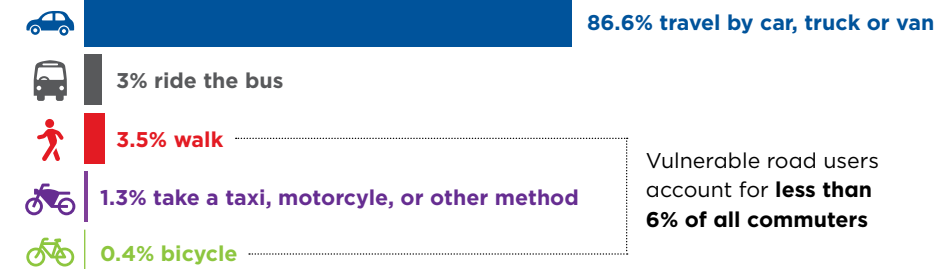 86.6% travel by car, truck or van
3% ride the bus
3.5% walk
1.3% take a taxi, motorcyle, or other method
0.4% bicycle
Vulnerable road users
account for less than
6% of all commuters